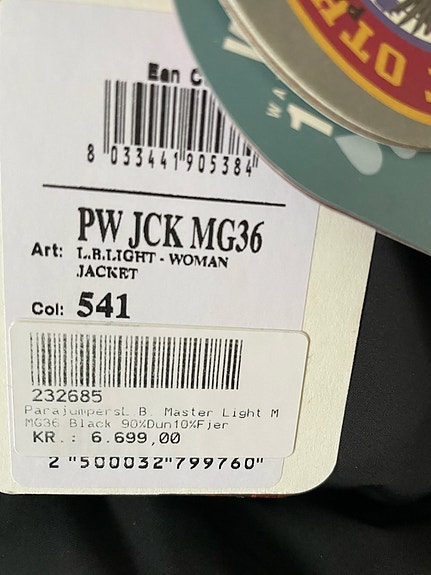 Ean C
8 033441 905384
PW JCK MG36
Art: L.B.LIGHT - WOMAN
JACKET
Col: 541
232685
ParajumpersL B. Master Light M
MG36 Black 90%Dun10%Fjer
KR.: 6.699,00
2 "500032"799760"